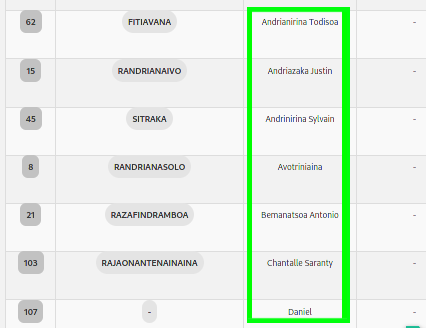 62 FITIAVANA Andrianirina Todisoa -
15 RANDRIANAIVO Andriazaka Justin -
45 SITRAKA Andrinirina Sylvain -
8 RANDRIANASOLO Avotriniaina -
21 RAZAFINDRAMBOA Bemanatsoa Antonio -
103 RAJAONANTENAINAINA Chantalle Saranty -
107 - Daniel -